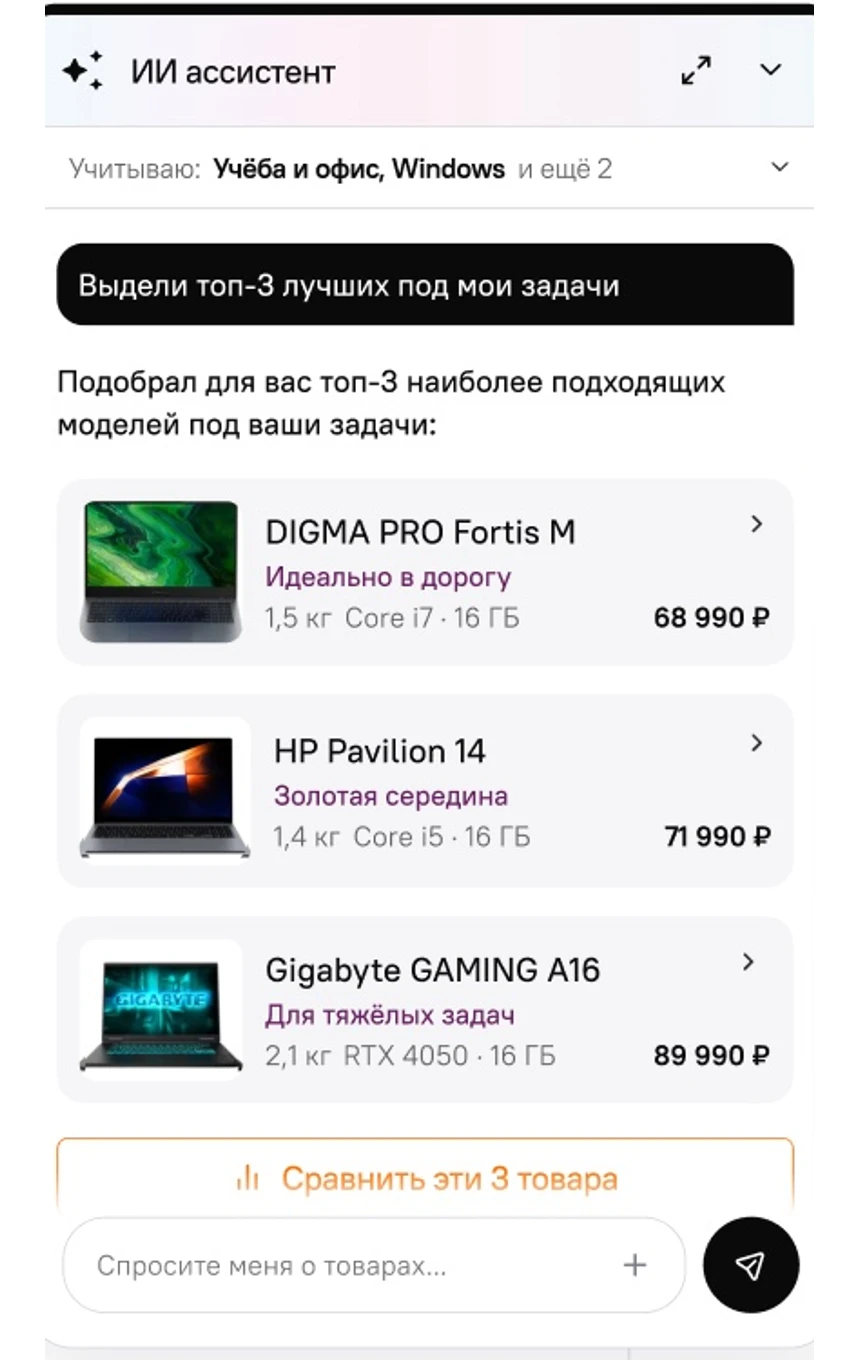 ИИ ассистент
Учитываю: Учёба и офис, Windows и ещё 2
Выдели топ-3 лучших под мои задачи
Подобрал для вас топ-3 наиболее подходящих
моделей под ваши задачи:
DIGMA PRO Fortis M
Идеально в дорогу
1,5 кг Core i7 · 16 ГБ 68 990 ₽
HP Pavilion 14
Золотая середина
1,4 кг Core i5 · 16 ГБ 71 990 ₽
GIGABYTE
Gigabyte GAMING A16
Для тяжёлых задач
2,1 кг RTX 4050 · 16 ГБ 89 990 ₽
Сравнить эти 3 товара
Спросите меня о товарах...